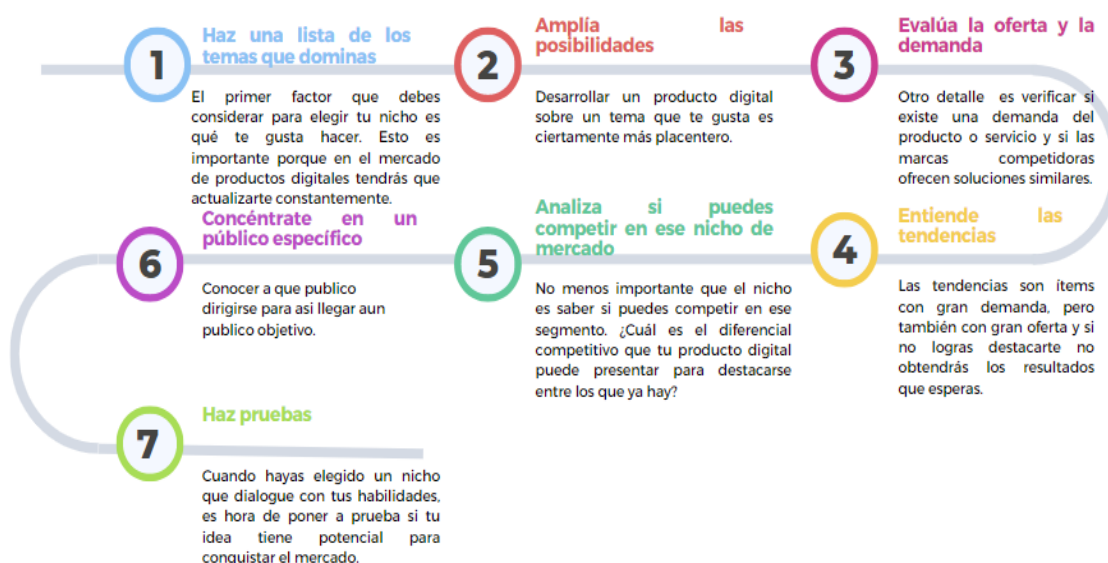 1
Haz una lista de los
temas que dominas
El primer factor que debes
considerar para elegir tu nicho es
qué te gusta hacer. Esto es
importante porque en el mercado
de productos digitales tendrás que
actualizarte constantemente.
2
Amplía las
posibilidades
Desarrollar un producto digital
sobre un tema que te gusta es
ciertamente más placentero.
3
Evalúa la oferta y la
demanda
Otro detalle es verificar si
existe una demanda del
producto o servicio y si las
marcas competidoras
ofrecen soluciones similares.
4
Entiende las
tendencias
Las tendencias son ítems
con gran demanda, pero
también con gran oferta y si
no logras destacarte no
obtendrás los resultados
que esperas.
5
Analiza si puedes
competir en ese nicho de
mercado
No menos importante que el nicho
es saber si puedes competir en ese
segmento. ¿Cuál es el diferencial
competitivo que tu producto digital
puede presentar para destacarse
entre los que ya hay?
6
Concéntrate en un
público específico
Conocer a que publico
dirigirse para asi llegar aun
publico objetivo.
7
Haz pruebas
Cuando hayas elegido un nicho
que dialogue con tus habilidades,
es hora de poner a prueba si tu
idea tiene potencial para
conquistar el mercado.